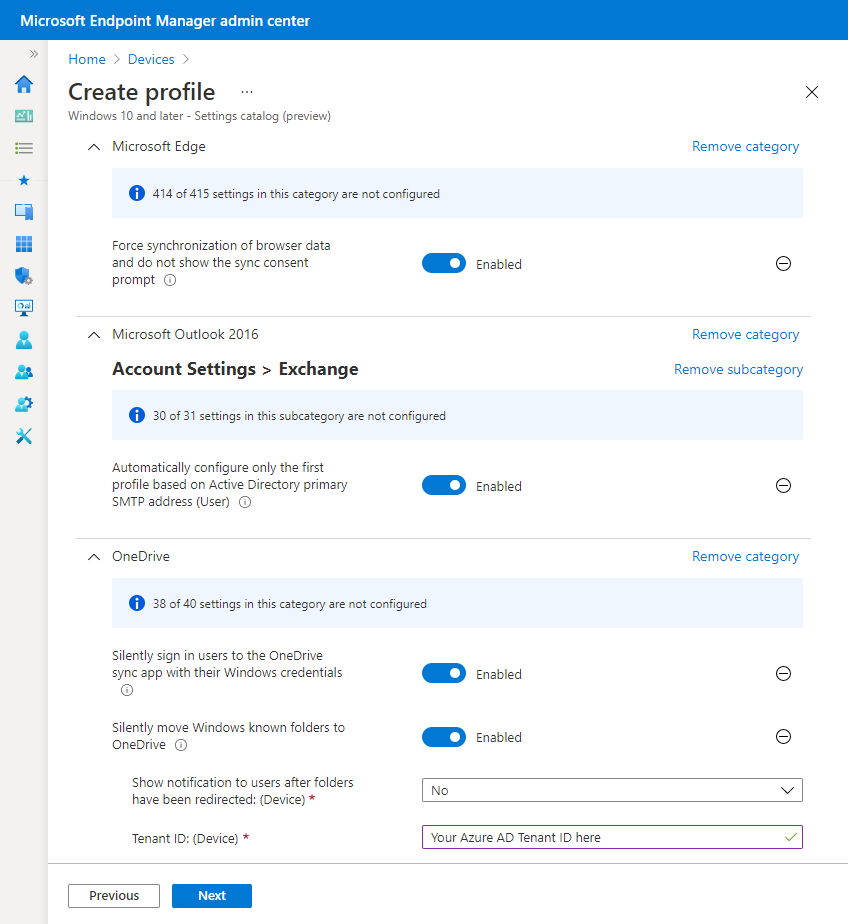 Microsoft Endpoint Manager admin center
Home > Devices >
Create profile ...
Windows 10 and later - Settings catalog (preview)
Microsoft Edge Remove category
414 of 415 settings in this category are not configured
Force synchronization of browser data
and do not show the sync consent
prompt
Enabled
Microsoft Outlook 2016 Remove category
Account Settings > Exchange Remove subcategory
30 of 31 settings in this subcategory are not configured
Automatically configure only the first
profile based on Active Directory primary
SMTP address (User)
Enabled
OneDrive Remove category
38 of 40 settings in this category are not configured
Silently sign in users to the OneDrive
sync app with their Windows credentials
Enabled
Silently move Windows known folders to
OneDrive
Enabled
Show notification to users after folders
have been redirected: (Device) *
No
Tenant ID: (Device) * Your Azure AD Tenant ID here
Previous Next